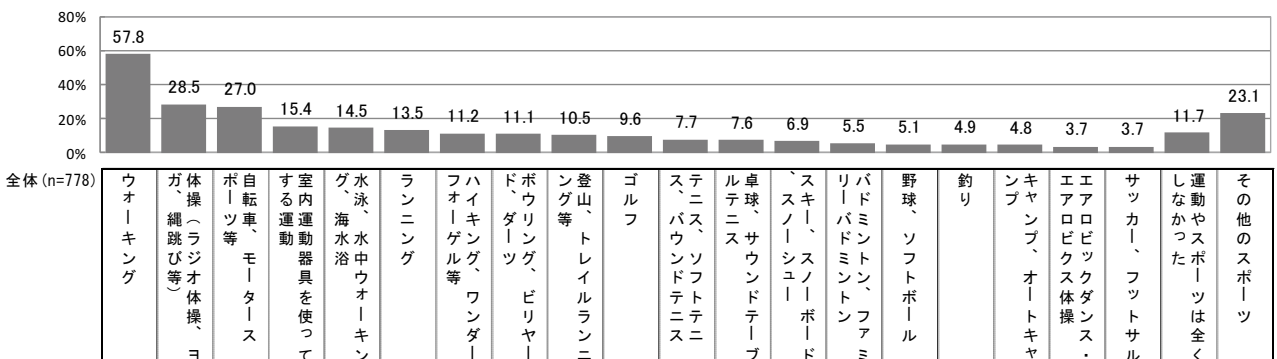 80%
60%
40%
20%
0%
57.8
28.5
27.0
15.4
14.5
13.5
11.2
11.1
10.5
9.6
7.7
7.6
6.9
5.5
5.1
4.9
4.8
3.7
3.7
11.7
23.1
全体(n=778)
ウォーキング
体操（ラジオ体操、ヨ
ガ、縄跳び等）
自転車、モータース
ポーツ等
室内運動器具を使って
する運動
水泳、水中ウォーキン
グ、海水浴
ランニング
ハイキング、ワンダー
フォーゲル等
ボウリング、ビリヤー
ド、ダーツ
登山、トレイルランニ
ング等
ゴルフ
テニス、ソフトテニ
ス、バウンドテニス
卓球、サウンドテーブ
ルテニス
スキー、スノーボード
、スノーシュー
バドミントン、ファミ
リーバドミントン
野球、ソフトボール
釣り
キャンプ、オートキャ
ンプ
エアロビックダンス・
エアロビクス体操
サッカー、フットサル
運動やスポーツは全く
しなかった
その他のスポーツ